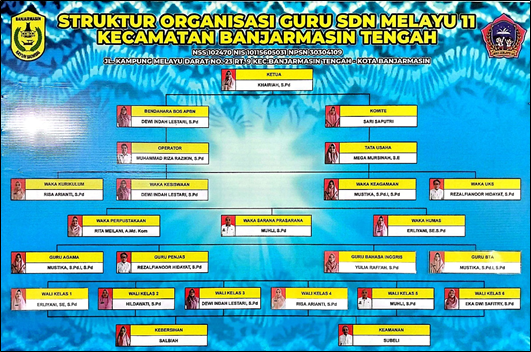 BANJARMASIN
STRUKTUR ORGANISASI GURU SDN MELAYU 11
KECAMATAN BANJARMASIN TENGAH
NSS:102470 NIS:10115605031 NPSN 30304109
JL. KAMPUNG MELAYU DARAT NO.-23 RT. 9 KEC.BANJARMASIN TENGAH - KOTA BANJARMASIN
KETUA
KHAIRIAH, S.Pd
BENDAHARA BOS APBN
DEWI INDAH LESTARI, S.Pd
KOMITE
SARI SAPUTRI
OPERATOR
MUHAMMAD RIZA RAZIKIN, S.Pd
TATA USAHA
MEGA MURSINAH, S.E
WAKA KURIKULUM
RISA ARIANTI, S.Pd
WAKA KESISWAAN
DEWI INDAH LESTARI, S.Pd
WAKA KEAGAMAAN
MUSTIKA, S.Pd.I, S.Pd
WAKA UKS
REZALFIANOOR HIDAYAT, S.Pd
WAKA PERPUSTAKAAN
RITA MEILANI, A.Md. Kom
WAKA SARANA PRASARANA
MUHLI, S.Pd
WAKA HUMAS
ERLIYANI, SE.S.Pd
GURU AGAMA
MUSTIKA, S.Pd.I, S.Pd
GURU PENJAS
REZALFIANOOR HIDAYAT, S.Pd
GURU BAHASA INGGRIS
YULIA RAFTAH, S.Pd
GURU BTA
MUSTIKA, S.Pd.I, S.Pd
WALI KELAS 1
ERLIYANI, SE, S.Pd
WALI KELAS 2
HILDAWATI, S.Pd
WALI KELAS 3
DEWI INDAH LESTARI, S.Pd
WALI KELAS 4
RISA ARIANTI, S.Pd
WALI KELAS 5
MUHLI, S.Pd
WALI KELAS 6
EKA DWI SAFITRY, S.Pd
KEBERSIHAN
BALBIAH
KEAMANAN
SUBELI